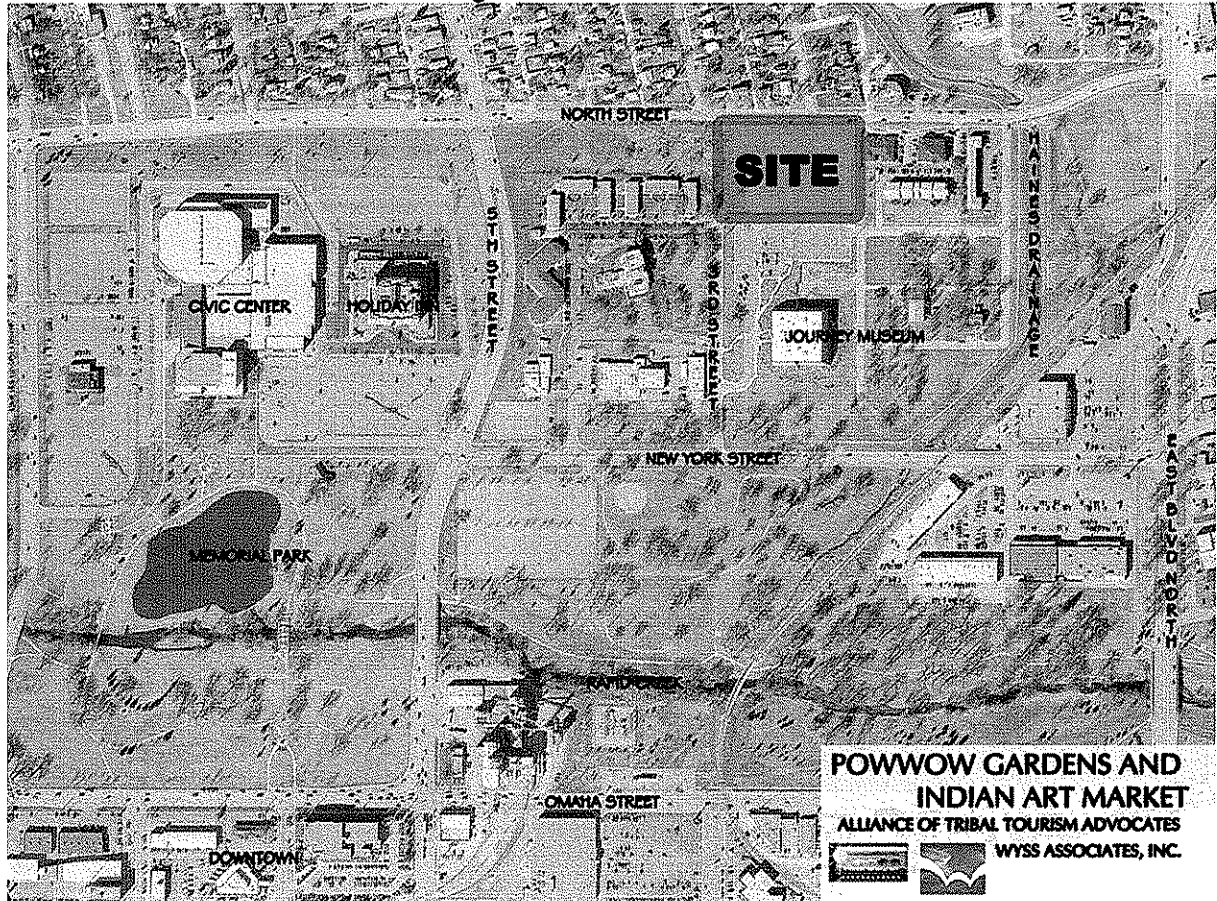 NORTH STREET
SITE
HAINES DRAINAGE
5TH STREET
CIVIC CENTER
HOLIDAY INN
3RD STREET
JOURNEY MUSEUM
NEW YORK STREET
EAST BLVD NORTH
MEMORIAL PARK
RAPID CREEK
OMAHA STREET
DOWNTOWN
POWWOW GARDENS AND
INDIAN ART MARKET
ALLIANCE OF TRIBAL TOURISM ADVOCATES
WYSS ASSOCIATES, INC.